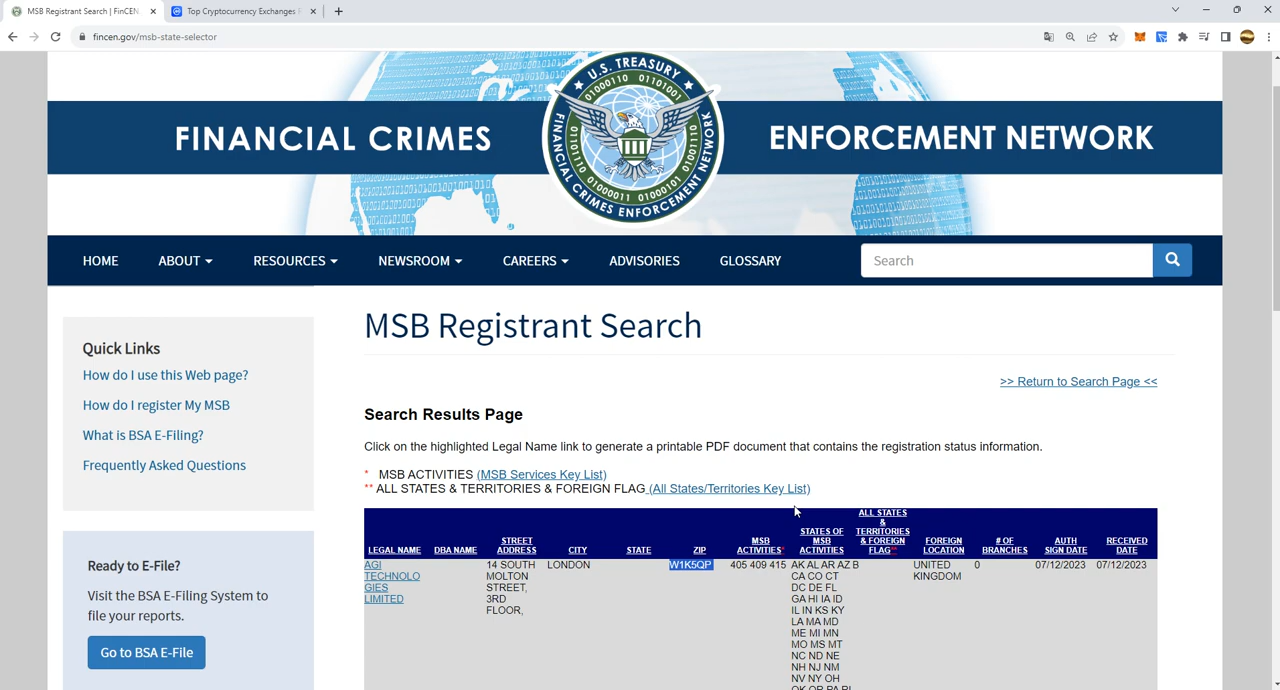 MSB Registrant Search | FinCEN
Top Cryptocurrency Exchanges
fincen.gov/msb-state-selector
FINANCIAL CRIMES
ENFORCEMENT NETWORK
U.S. TREASURY
FINANCIAL CRIMES ENFORCEMENT NETWORK
HOME
ABOUT
RESOURCES
NEWSROOM
CAREERS
ADVISORIES
GLOSSARY
Search
Quick Links
How do I use this Web page?
How do I register My MSB
What is BSA E-Filing?
Frequently Asked Questions
Ready to E-File?
Visit the BSA E-Filing System to
file your reports.
Go to BSA E-File
MSB Registrant Search
>> Return to Search Page <<
Search Results Page
Click on the highlighted Legal Name link to generate a printable PDF document that contains the registration status information.
* MSB ACTIVITIES (MSB Services Key List)
** ALL STATES & TERRITORIES & FOREIGN FLAG (All States/Territories Key List)
LEGAL NAME
DBA NAME
STREET
ADDRESS
CITY
STATE
ZIP
MSB
ACTIVITIES*
STATES OF
MSB
ACTIVITIES
ALL STATES
&
TERRITORIES
& FOREIGN
FLAG**
FOREIGN
LOCATION
# OF
BRANCHES
AUTH
SIGN DATE
RECEIVED
DATE
AGI
TECHNOLO
GIES
LIMITED
14 SOUTH
MOLTON
STREET,
3RD
FLOOR,
LONDON
W1K5QP
405 409 415
AK AL AR AZ B
CA CO CT
DC DE FL
GA HI IA ID
IL IN KS KY
LA MA MD
ME MI MN
MO MS MT
NC ND NE
NH NJ NM
NV NY OH
OK OR PA RI
UNITED
KINGDOM
0
07/12/2023
07/12/2023